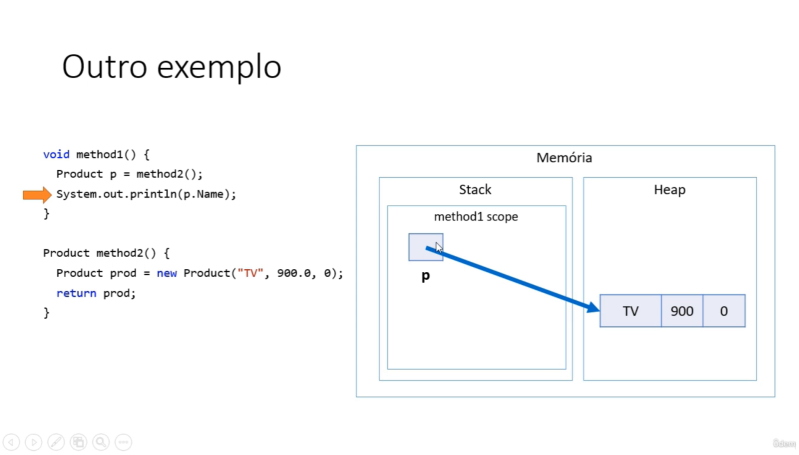 Outro exemplo
void method1() {
Product p = method2();
System.out.println(p.Name);
}
Product method2() {
Product prod = new Product("TV", 900.0, 0);
return prod;
}
Memória
Stack
Heap
method1 scope
p
TV 900 0